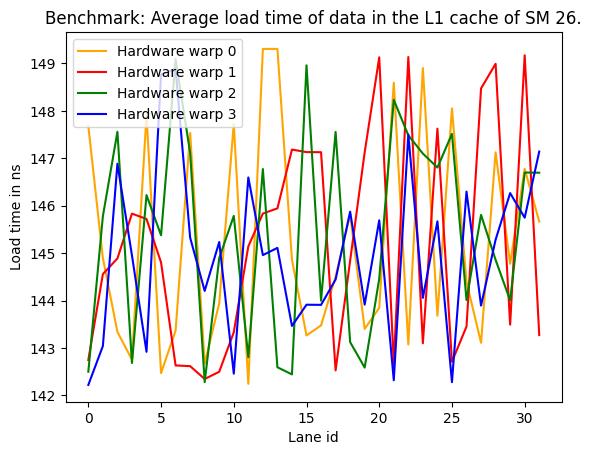 Benchmark: Average load time of data in the L1 cache of SM 26.
Hardware warp 0
Hardware warp 1
Hardware warp 2
Hardware warp 3
Load time in ns
149
148
147
146
145
144
143
142
0 5 10 15 20 25 30
Lane id